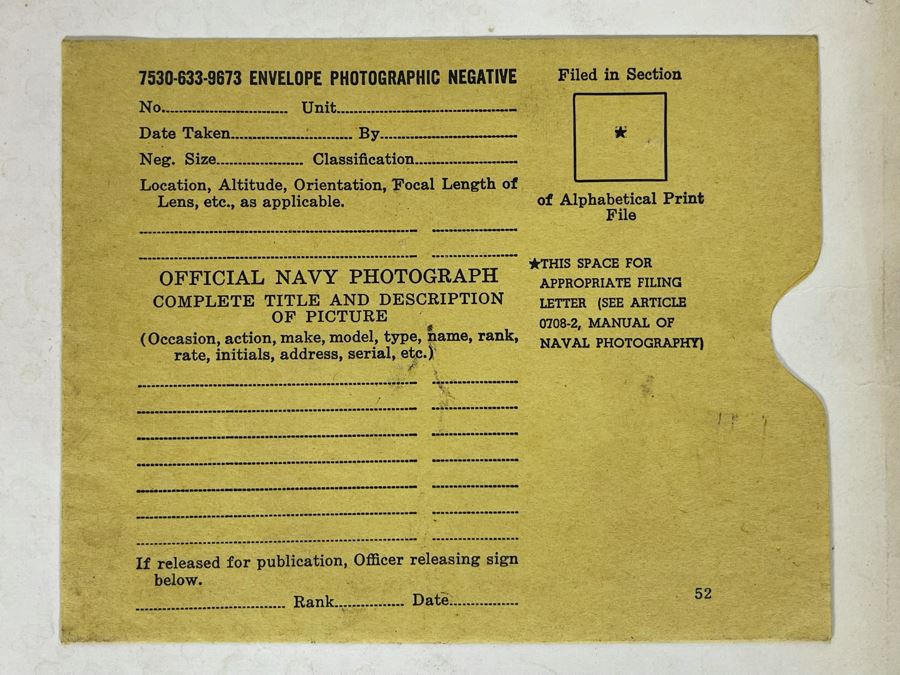 7530-633-9673 ENVELOPE PHOTOGRAPHIC NEGATIVE
No. Unit
Date Taken By
Neg. Size Classification
Location, Altitude, Orientation, Focal Length of
Lens, etc., as applicable.
OFFICIAL NAVY PHOTOGRAPH
COMPLETE TITLE AND DESCRIPTION
OF PICTURE
(Occasion, action, make, model, type, name, rank,
rate, initials, address, serial, etc.)
If released for publication, Officer releasing sign
below.
Rank Date
Filed in Section
★
of Alphabetical Print
File
★THIS SPACE FOR
APPROPRIATE FILING
LETTER (SEE ARTICLE
0708-2, MANUAL OF
NAVAL PHOTOGRAPHY)
52